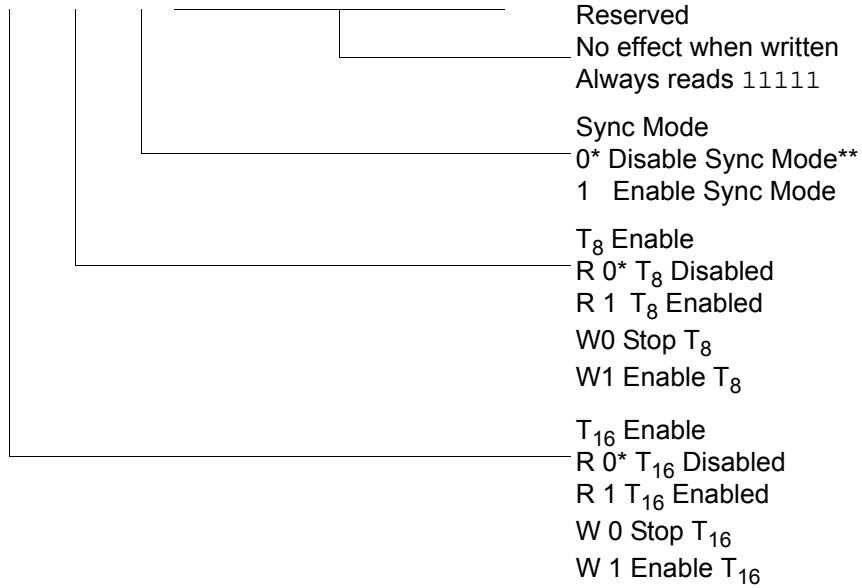 Reserved
No effect when written
Always reads 11111
Sync Mode
0* Disable Sync Mode**
1 Enable Sync Mode
T8 Enable
R 0* T8 Disabled
R 1 T8 Enabled
W0 Stop T8
W1 Enable T8
T16 Enable
R 0* T16 Disabled
R 1 T16 Enabled
W 0 Stop T16
W 1 Enable T16